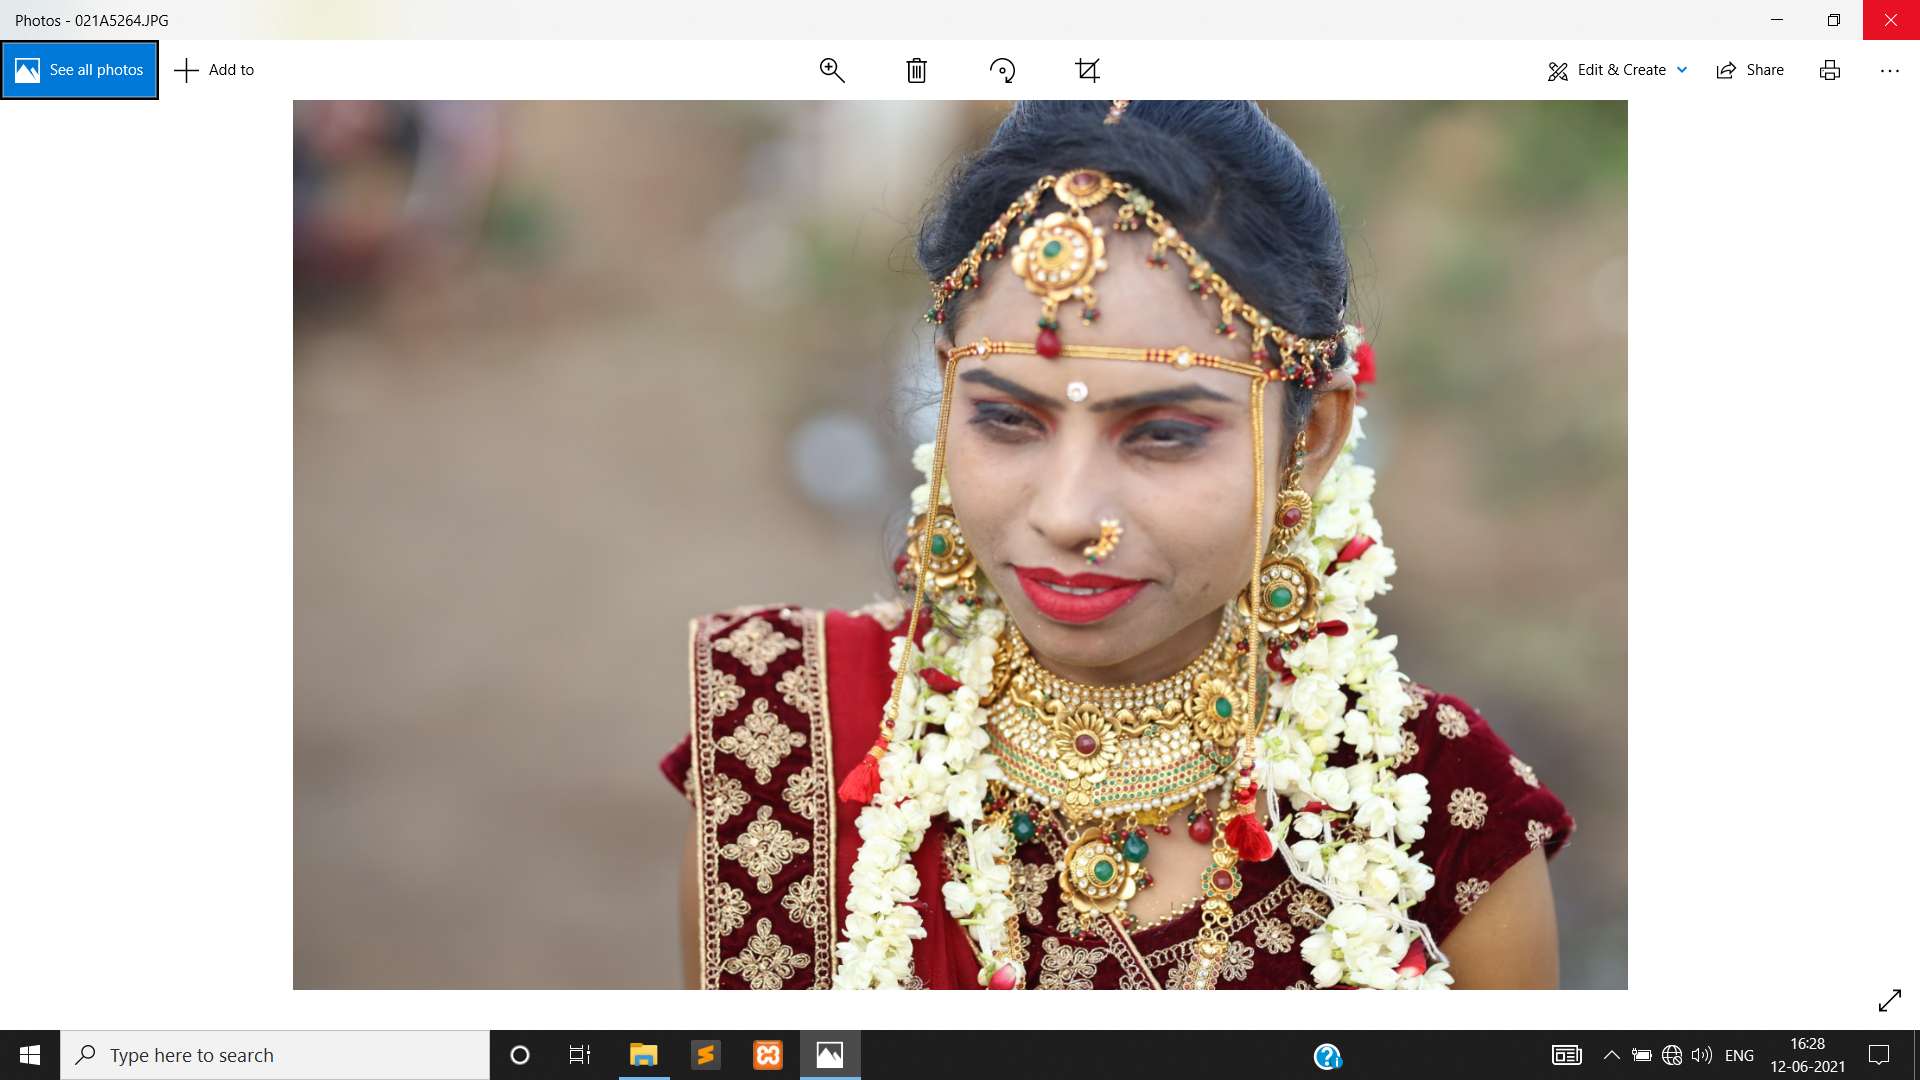 Photos - 021A5264.JPG
See all photos
Add to
Edit & Create
Share
Type here to search
ENG
16:28
12-06-2021